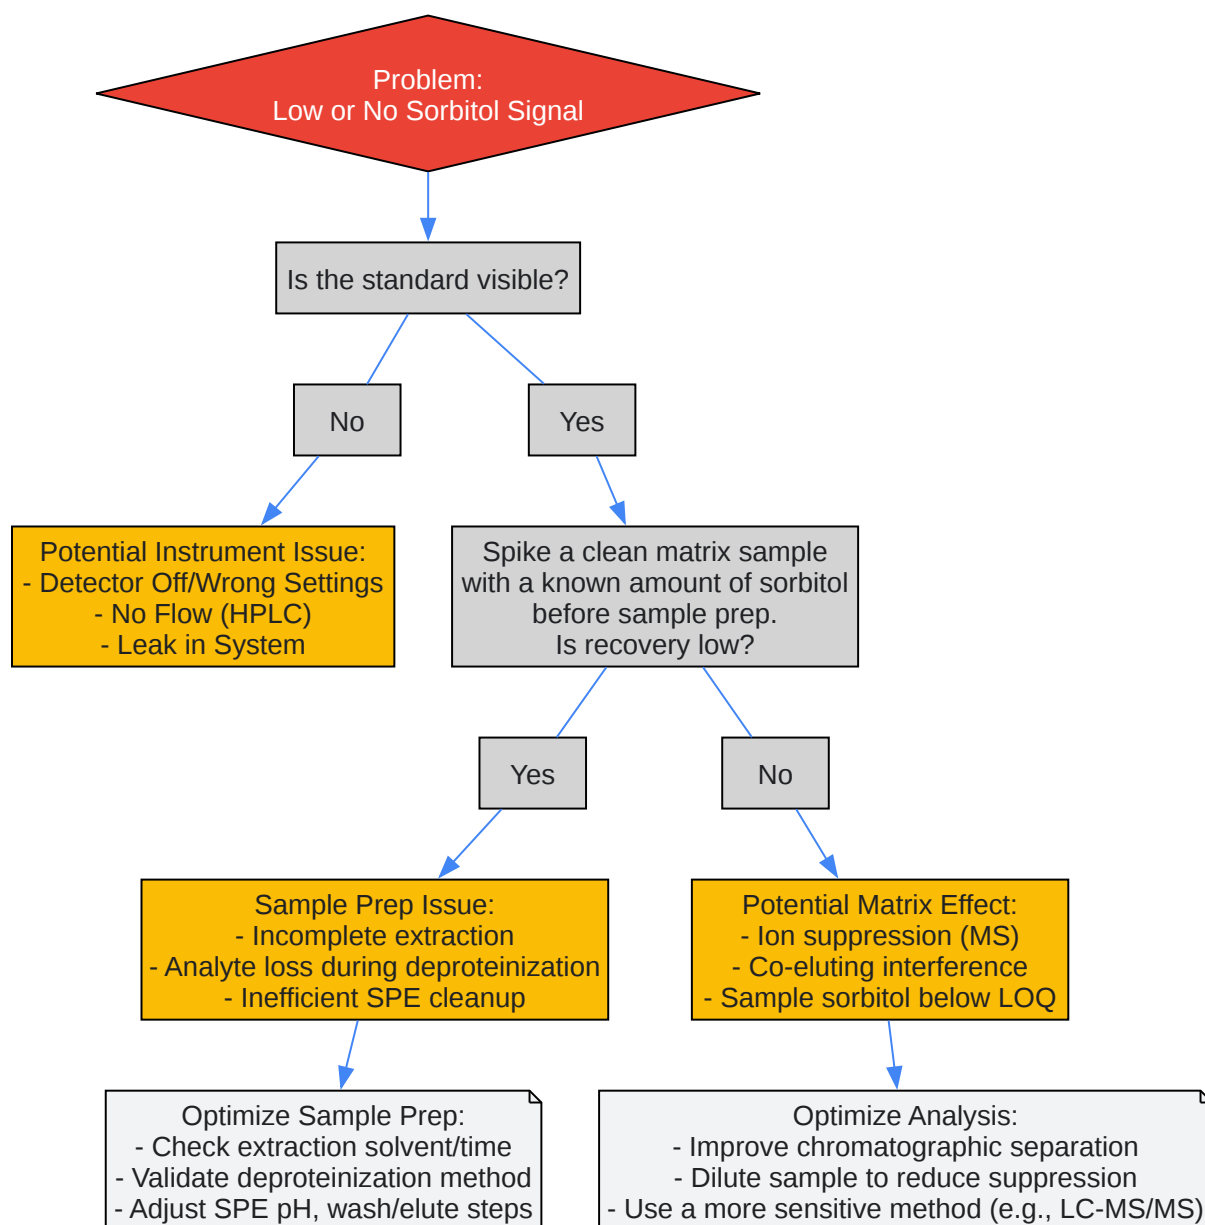 Problem:
Low or No Sorbitol Signal
Is the standard visible?
No
Yes
Potential Instrument Issue:
- Detector Off/Wrong Settings
- No Flow (HPLC)
- Leak in System
Spike a clean matrix sample
with a known amount of sorbitol
before sample prep.
Is recovery low?
Yes
No
Sample Prep Issue:
- Incomplete extraction
- Analyte loss during deproteinization
- Inefficient SPE cleanup
Potential Matrix Effect:
- Ion suppression (MS)
- Co-eluting interference
- Sample sorbitol below LOQ
Optimize Sample Prep:
- Check extraction solvent/time
- Validate deproteinization method
- Adjust SPE pH, wash/elute steps
Optimize Analysis:
- Improve chromatographic separation
- Dilute sample to reduce suppression
- Use a more sensitive method (e.g., LC-MS/MS)